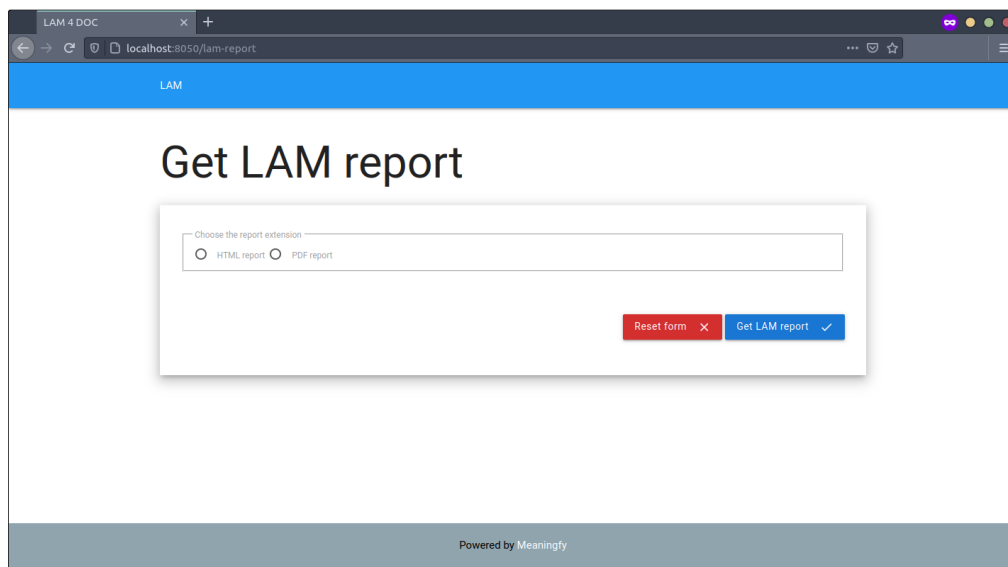 LAM 4 DOC
localhost:8050/lam-report
LAM
Get LAM report
Choose the report extension
HTML report PDF report
Reset form Get LAM report
Powered by Meaningfy